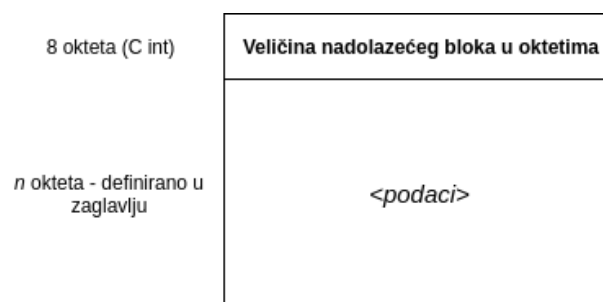 8 okteta (C int)
Veličina nadolazećeg bloka u oktetima
n okteta - definirano u
zaglavlju
<podaci>